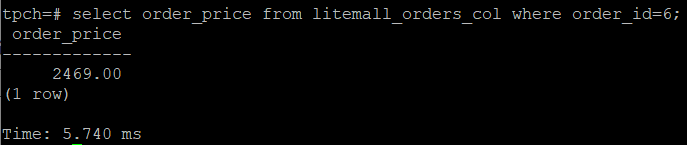 tpch=# select order_price from litemall_orders_col where order_id=6;
 order_price
-------------
     2469.00
(1 row)

Time: 5.740 ms